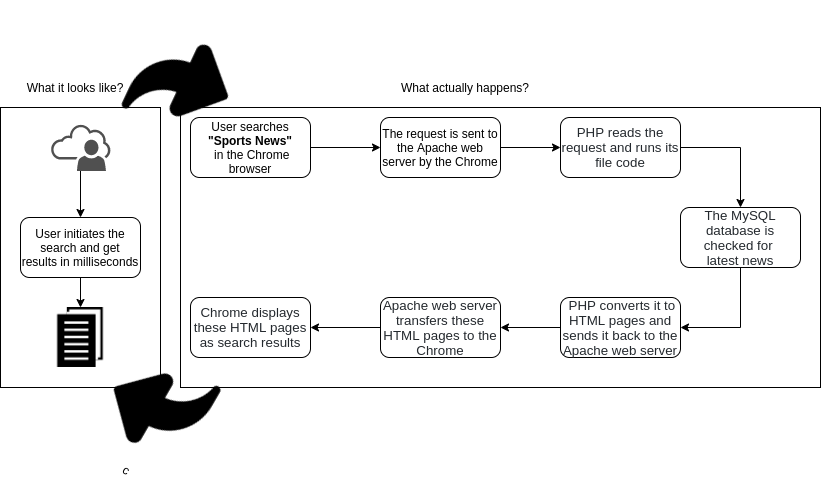 What it looks like?
What actually happens?
User initiates the
search and get
results in milliseconds
User searches
"Sports News"
in the Chrome
browser
The request is sent to
the Apache web
server by the Chrome
PHP reads the
request and runs its
file code
The MySQL
database is
checked for
latest news
PHP converts it to
HTML pages and
sends it back to the
Apache web server
Apache web server
transfers these
HTML pages to the
Chrome
Chrome displays
these HTML pages
as search results